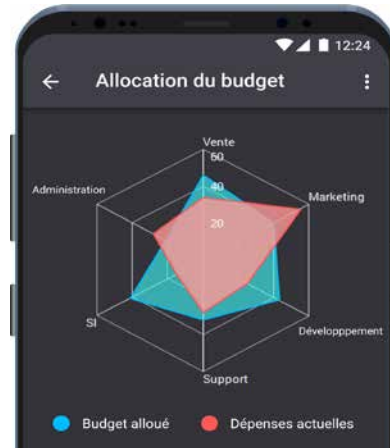 12:24
Allocation du budget
Vente
60
40
20
Administration
Marketing
SI
Développpement
Support
Budget alloué
Dépenses actuelles